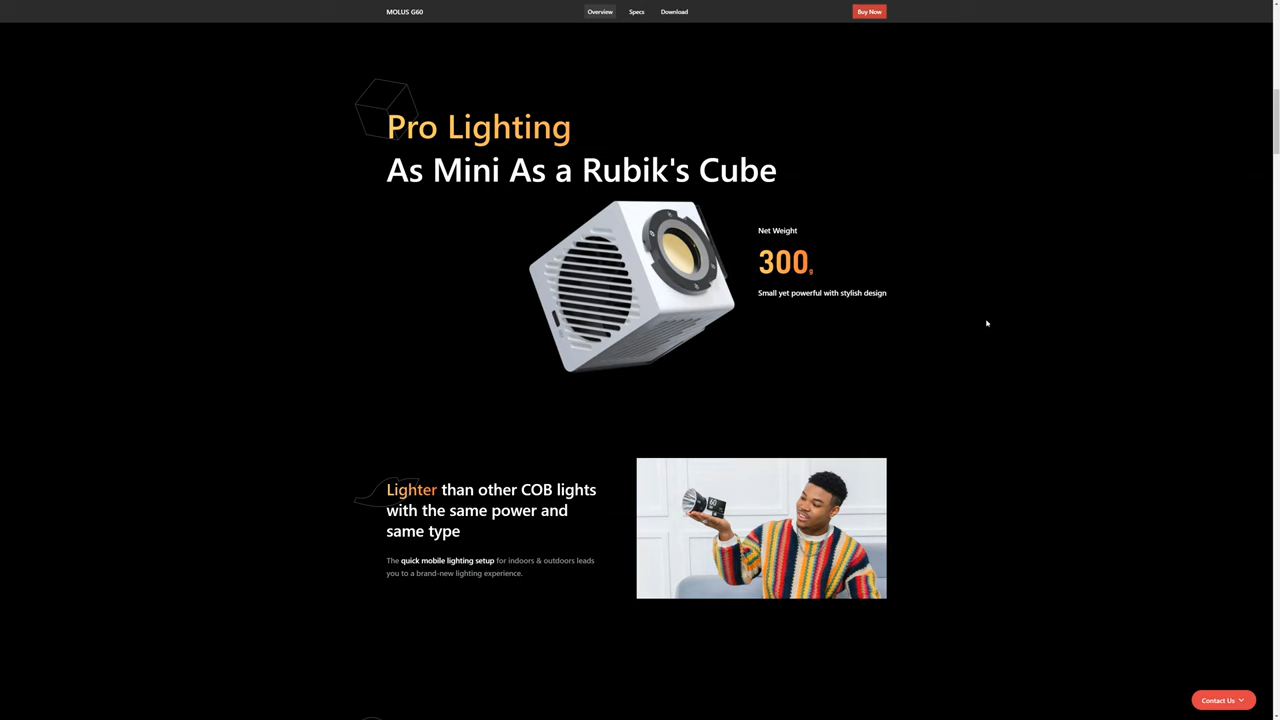 MOLUS G60
Overview
Specs
Download
Buy Now
Pro Lighting
As Mini As a Rubik's Cube
Net Weight
300g
Small yet powerful with stylish design
Lighter than other COB lights
with the same power and
same type
The quick mobile lighting setup for indoors & outdoors leads
you to a brand-new lighting experience.
Contact Us